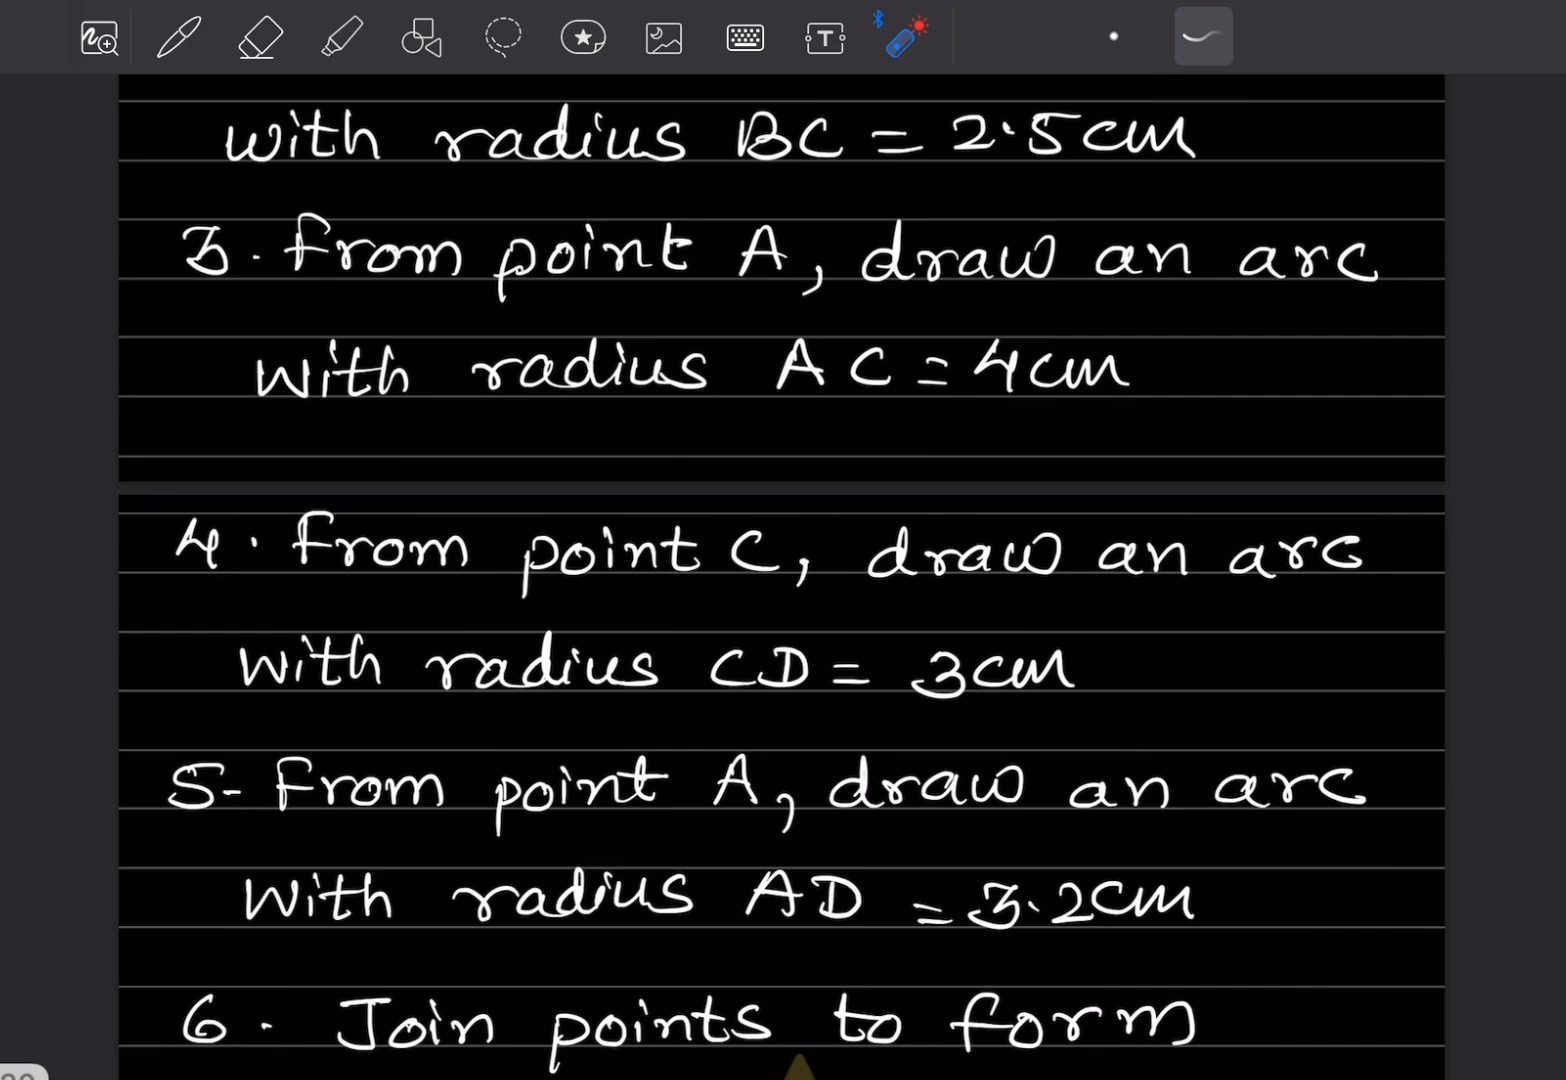 with radius BC = 2.5cm
3. From point A, draw an arc
with radius AC = 4cm
4. From point C, draw an arc
with radius CD = 3cm
5- From point A, draw an arc
with radius AD = 3.2cm
6. Join points to form